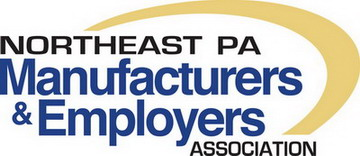 NORTHEAST PA
Manufacturers
& Employers
ASSOCIATION